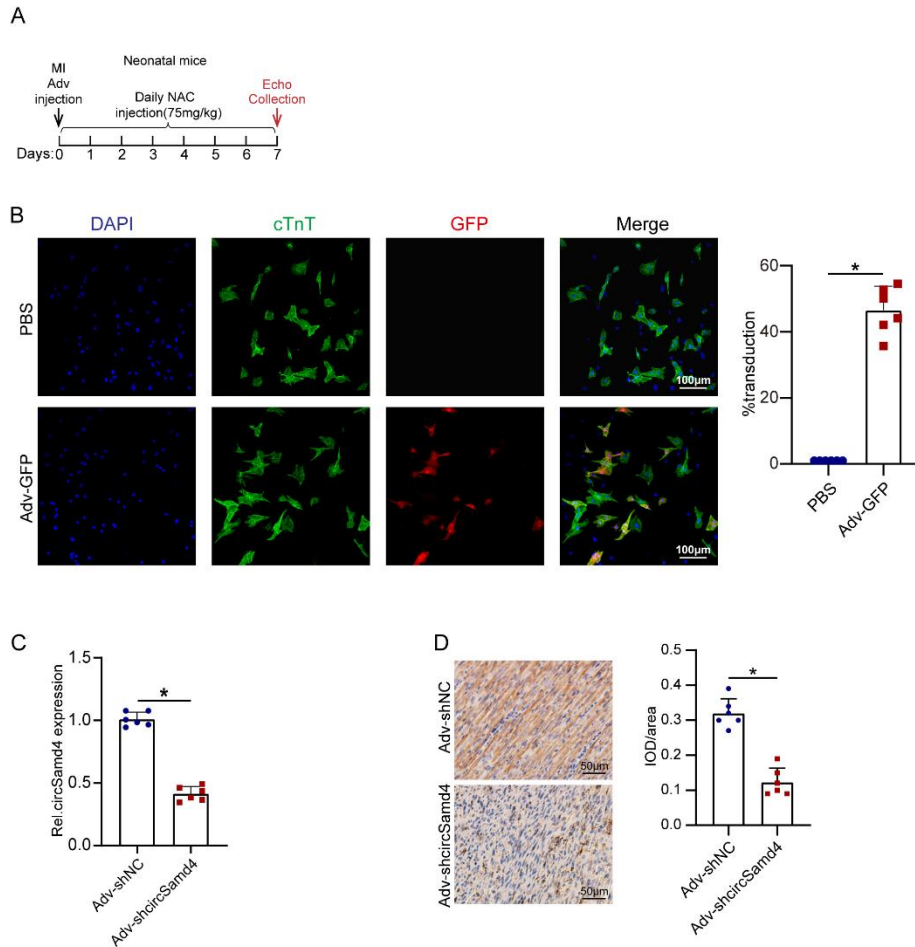 A
MI
Adv
injection
Neonatal mice
Daily NAC
injection(75mg/kg)
Echo
Collection
Days:0 1 2 3 4 5 6 7
B
DAPI cTnT GFP Merge
PBS
100μm
Adv-GFP
100μm
%transduction
60
40
20
0
*
PBS
Adv-GFP
C
Rel.circSamd4 expression
1.5
1.0
0.5
0.0
*
Adv-shNC
Adv-shcircSamd4
D
Adv-shNC
50μm
Adv-shcircSamd4
50μm
IOD/area
0.5
0.4
0.3
0.2
0.1
0.0
*
Adv-shNC
Adv-shcircSamd4